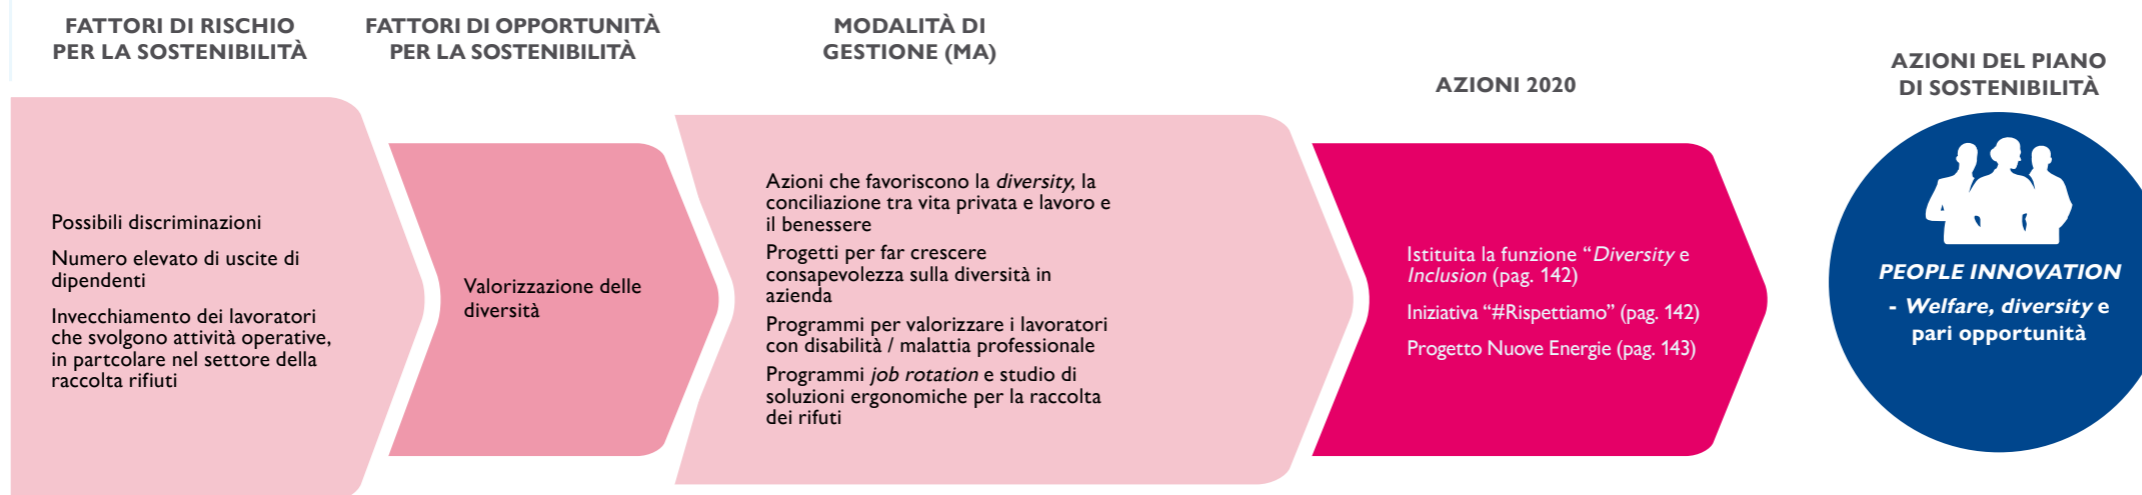 FATTORI DI RISCHIO
PER LA SOSTENIBILITÀ
FATTORI DI OPPORTUNITÀ
PER LA SOSTENIBILITÀ
MODALITÀ DI
GESTIONE (MA)
AZIONI 2020
AZIONI DEL PIANO
DI SOSTENIBILITÀ
Possibili discriminazioni
Numero elevato di uscite di
dipendenti
Invecchiamento dei lavoratori
che svolgono attività operative,
in partcolare nel settore della
raccolta rifiuti
Valorizzazione delle
diversità
Azioni che favoriscono la diversity, la
conciliazione tra vita privata e lavoro e
il benessere
Progetti per far crescere
consapevolezza sulla diversità in
azienda
Programmi per valorizzare i lavoratori
con disabilità / malattia professionale
Programmi job rotation e studio di
soluzioni ergonomiche per la raccolta
dei rifuti
Istituita la funzione “Diversity e
Inclusion (pag. 142)
Iniziativa “#Rispettiamo” (pag. 142)
Progetto Nuove Energie (pag. 143)
PEOPLE INNOVATION
- Welfare, diversity e
pari opportunità